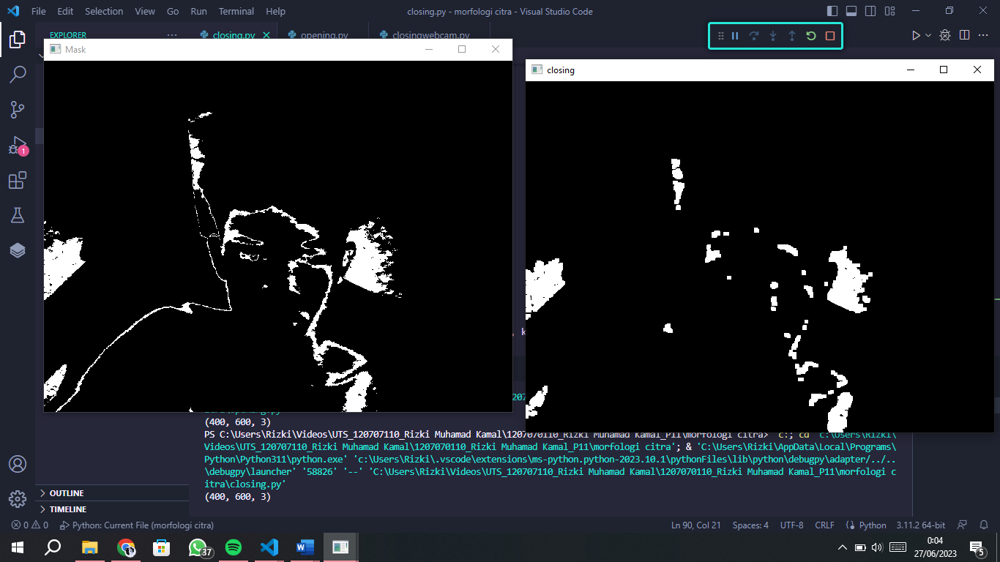 File Edit Selection View Go Run Terminal Help
closing.py - morfologi citra - Visual Studio Code
EXPLORER
closing.py
opening.py
closingwebcam.py
Mask
closing
1
, k
(400, 600, 3)
PS C:\Users\Rizki\Videos\UTS_120707110_Rizki Muhamad Kamal\1207070110_Rizki Muhamad Kamal_P11\morfologi citra> c:; cd 'c:\Users\Rizki\
Videos\UTS_120707110_Rizki Muhamad Kamal\1207070110_Rizki Muhamad Kamal_P11\morfologi citra'; & 'C:\Users\Rizki\AppData\Local\Programs\
Python\Python311\python.exe' 'c:\Users\Rizki\.vscode\extensions\ms-python.python-2023.10.1\pythonFiles\lib\python\debugpy\adapter/../..
\debugpy\launcher' '58826' '--' 'C:\Users\Rizki\Videos\UTS_120707110_Rizki Muhamad Kamal\1207070110_Rizki Muhamad Kamal_P11\morfologi c
itra\closing.py'
(400, 600, 3)
OUTLINE
TIMELINE
0 0 Python: Current File (morfologi citra)
Ln 90, Col 21 Spaces: 4 UTF-8 CRLF Python 3.11.2 64-bit
37
0:04
27/06/2023
5